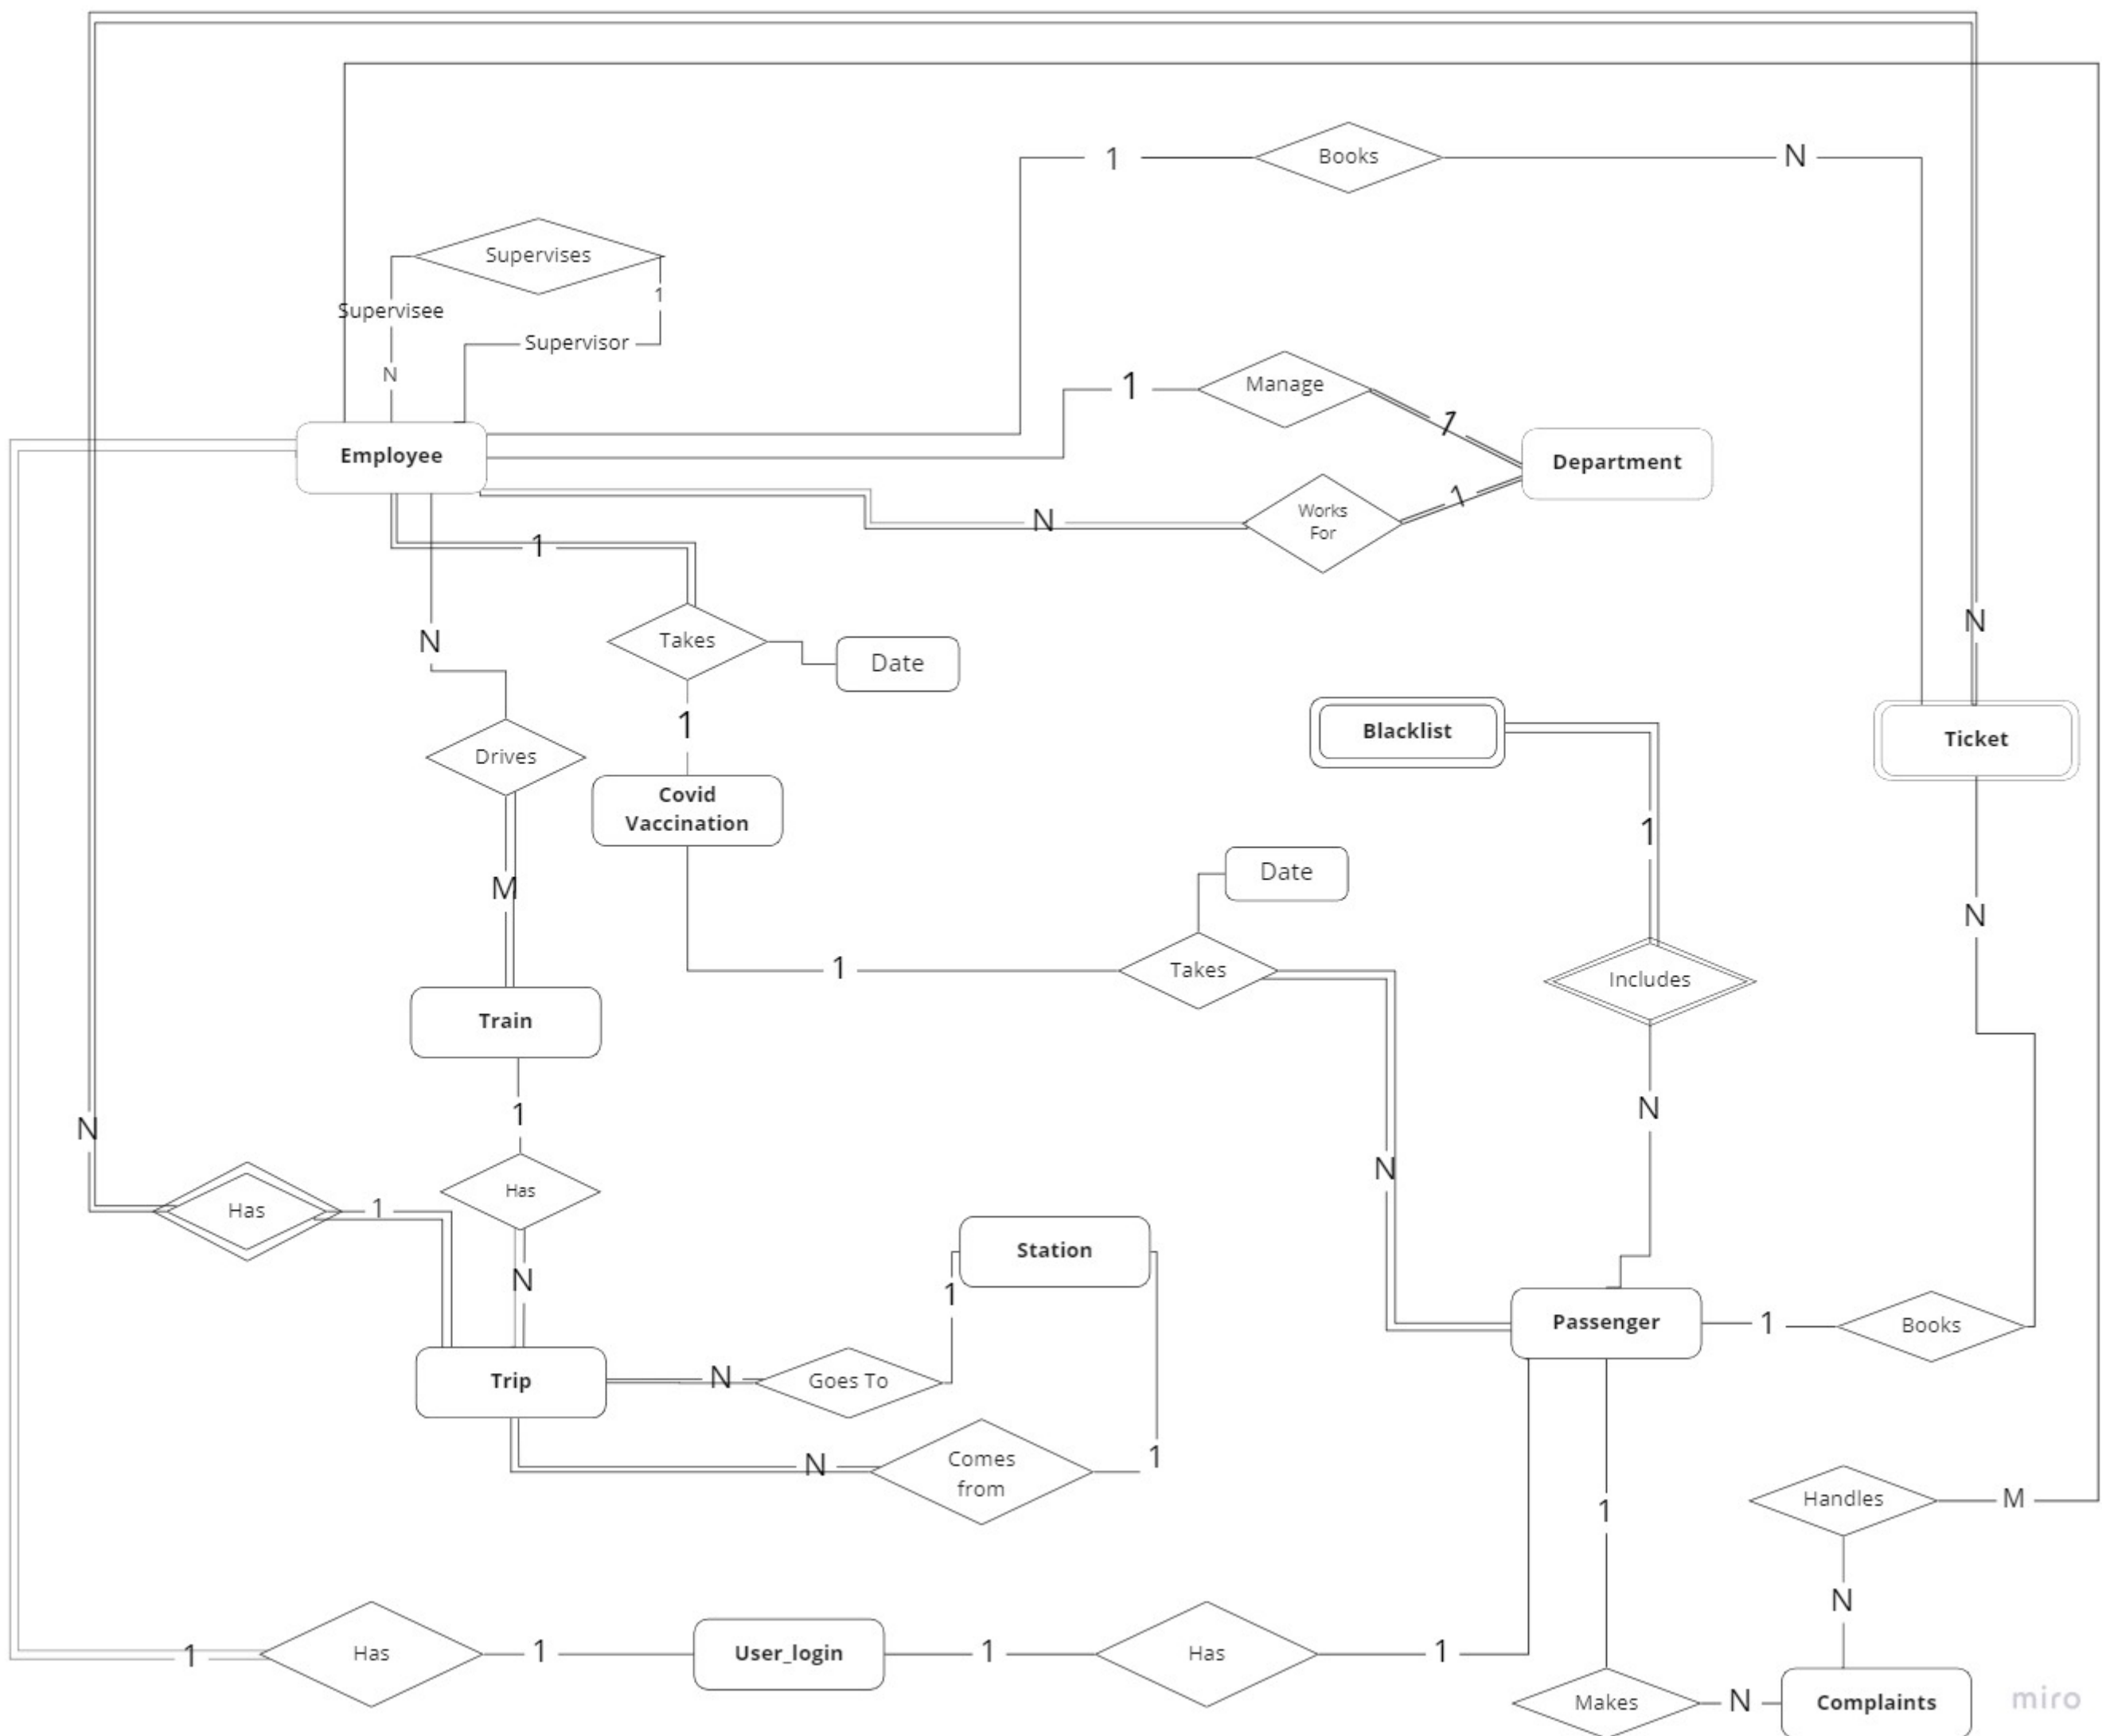 1
Books
N
Supervises
1
Supervisee
Supervisor
N
1
Manage
1
Employee
Department
N
Works
For
1
1
N
Takes
Date
N
1
Blacklist
Ticket
Drives
Covid
Vaccination
1
M
Date
N
Takes
1
Includes
Train
N
1
N
N
Has
Has
1
Station
N
1
Passenger
1
Books
Trip
N
Goes To
N
Comes
from
1
1
Handles
M
N
1
Has
1
User_login
1
Has
1
Makes
N
Complaints
miro